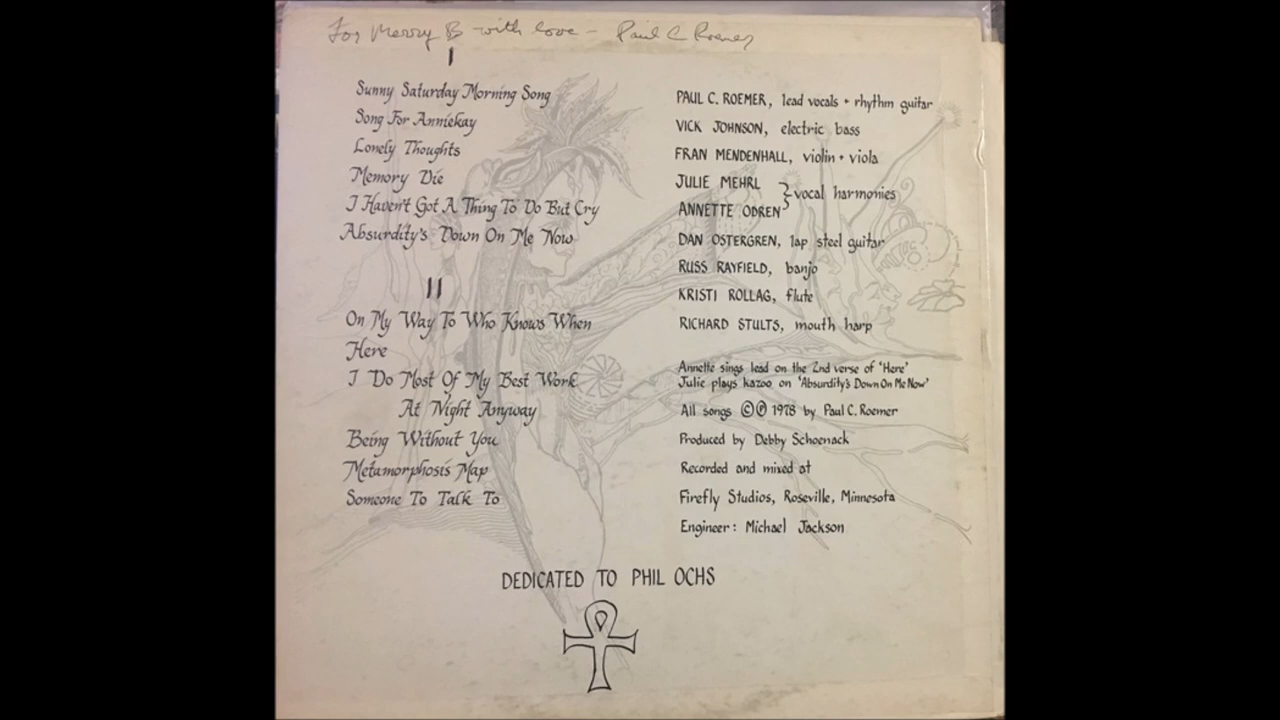 For Merry B with love - Paul C Roemer
I
Sunny Saturday Morning Song
Song For Anniekay
Lonely Thoughts
Memory Die
I Haven't Got A Thing To Do But Cry
Absurdity's Down On Me Now
II
On My Way To Who Knows When
Here
I Do Most Of My Best Work
At Night Anyway
Being Without You
Metamorphosis Map
Someone To Talk To
PAUL C. ROEMER, lead vocals + rhythm guitar
VICK JOHNSON, electric bass
FRAN MENDENHALL, violin + viola
JULIE MEHRL
ANNETTE ODREN } vocal harmonies
DAN OSTERGREN, lap steel guitar
RUSS RAYFIELD, banjo
KRISTI ROLLAG, flute
RICHARD STULTS, mouth harp
Annette sings lead on the 2nd verse of 'Here'
Julie plays kazoo on 'Absurdity's Down On Me Now'
All songs © ℗ 1978 by Paul C. Roemer
Produced by Debby Schoenack
Recorded and mixed at
Firefly Studios, Roseville, Minnesota
Engineer: Michael Jackson
DEDICATED TO PHIL OCHS